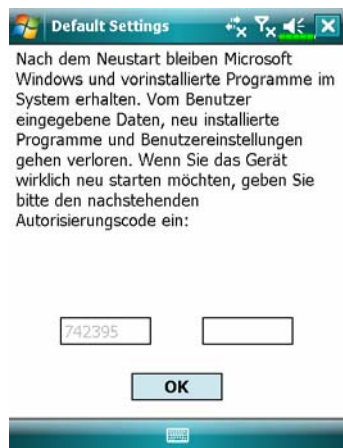 Default Settings
Nach dem Neustart bleiben Microsoft
Windows und vorinstallierte Programme im
System erhalten. Vom Benutzer
eingegebene Daten, neu installierte
Programme und Benutzereinstellungen
gehen verloren. Wenn Sie das Gerät
wirklich neu starten möchten, geben Sie
bitte den nachstehenden
Autorisierungscode ein:
742395
OK